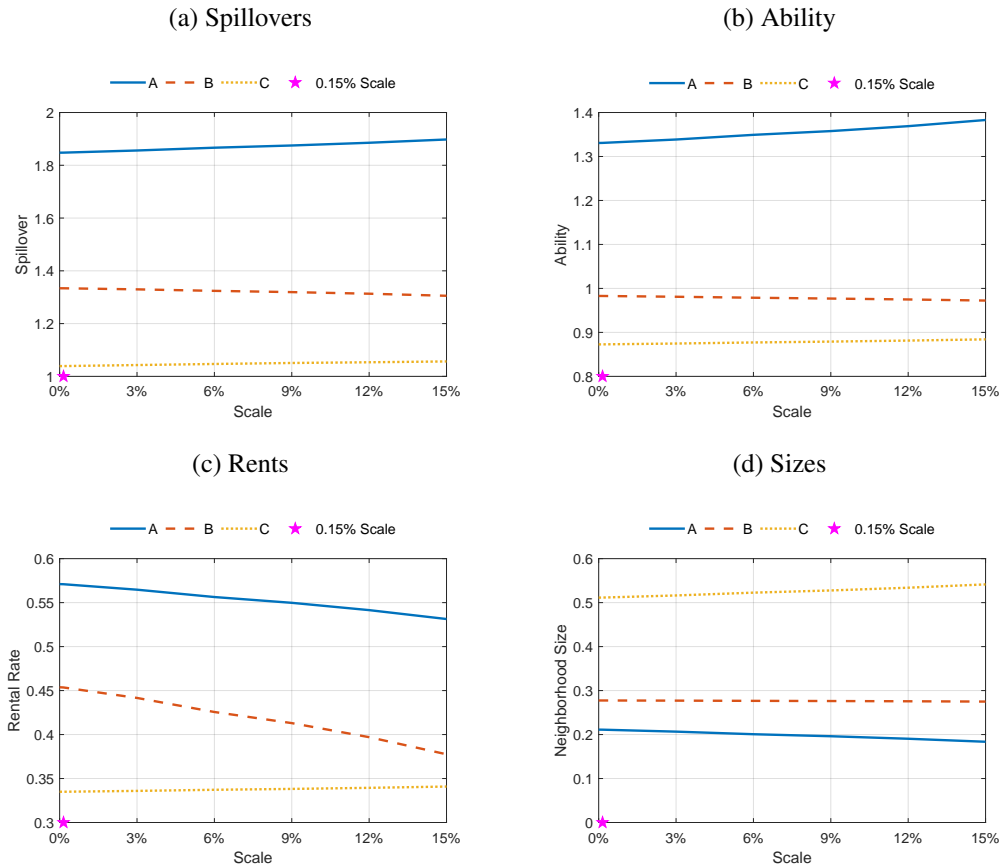 (a) Spillovers
A B C 0.15% Scale
2
1.8
1.6
1.4
1.2
1
Spillover
0% 3% 6% 9% 12% 15%
Scale
(b) Ability
A B C 0.15% Scale
1.4
1.3
1.2
1.1
1
0.9
0.8
Ability
0% 3% 6% 9% 12% 15%
Scale
(c) Rents
A B C 0.15% Scale
0.6
0.55
0.5
0.45
0.4
0.35
0.3
Rental Rate
0% 3% 6% 9% 12% 15%
Scale
(d) Sizes
A B C 0.15% Scale
0.6
0.5
0.4
0.3
0.2
0.1
0
Neighborhood Size
0% 3% 6% 9% 12% 15%
Scale